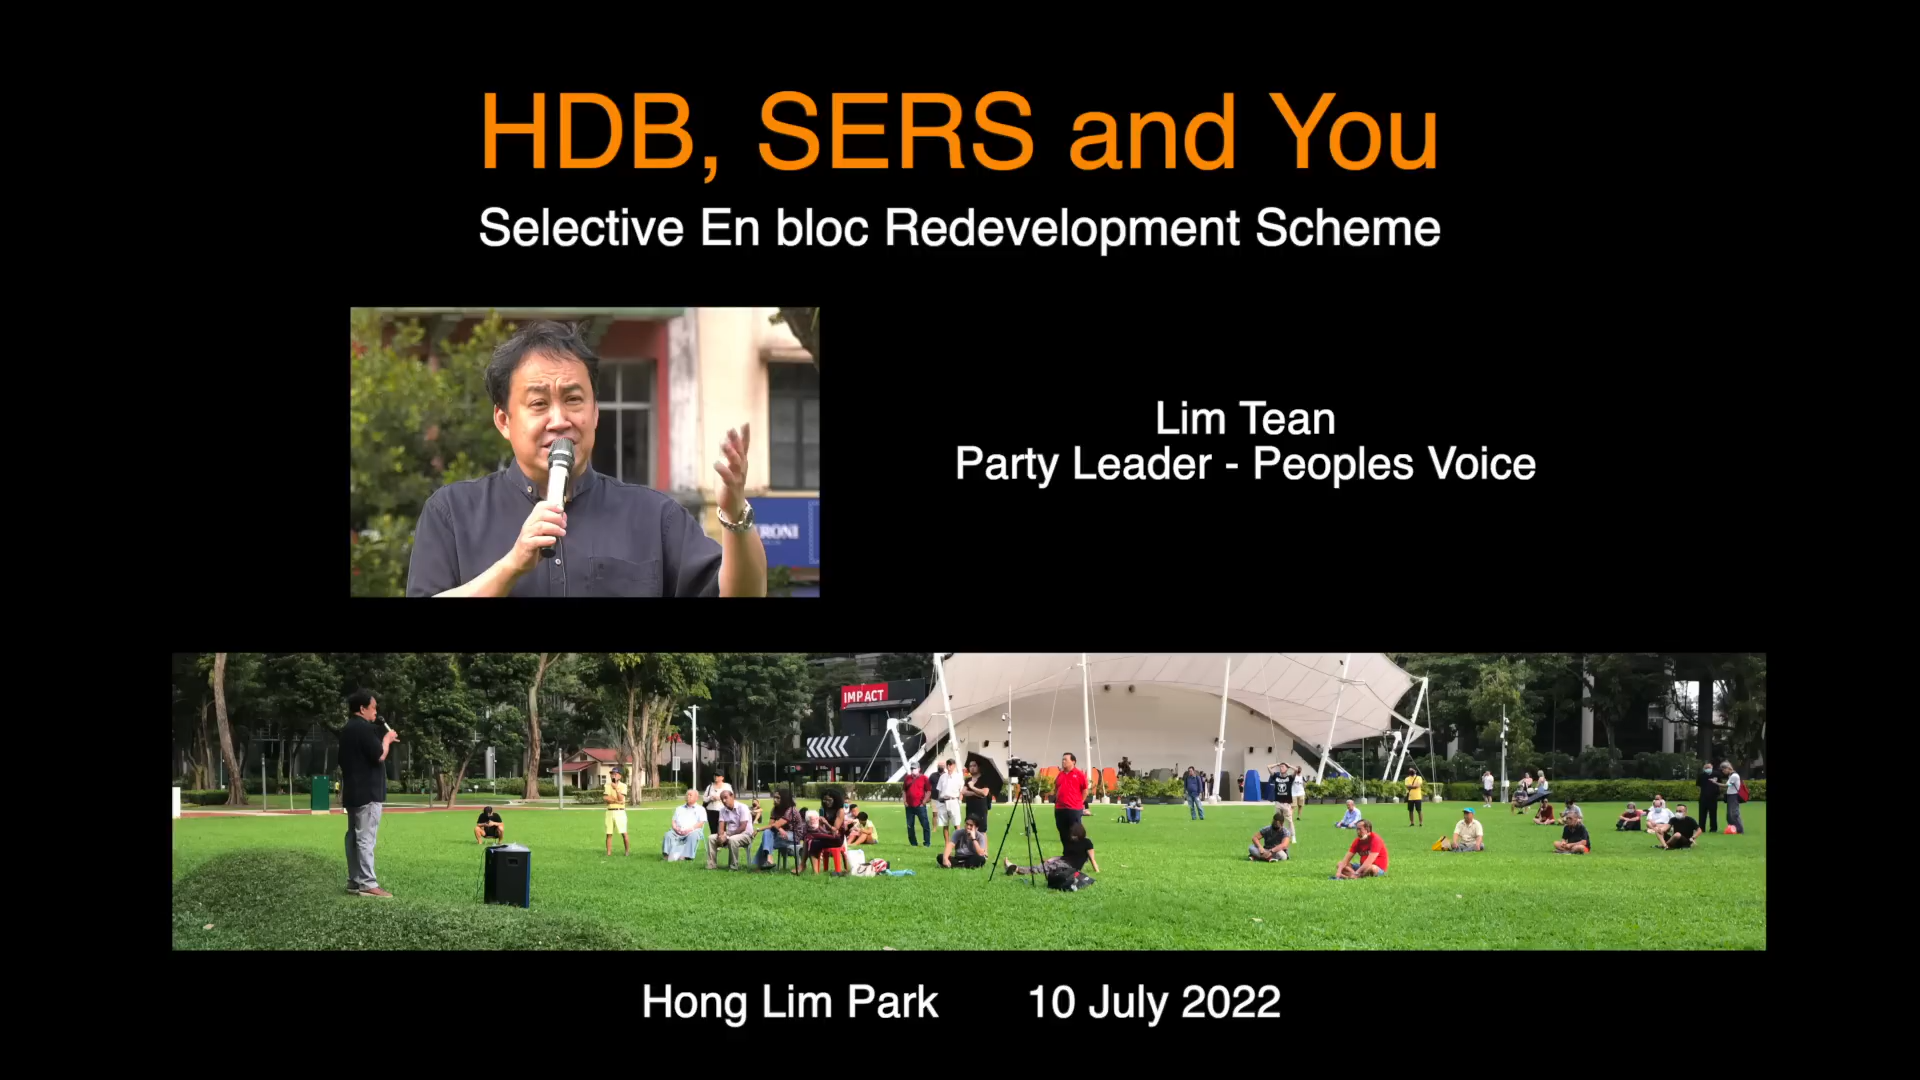 HDB, SERS and You
Selective En bloc Redevelopment Scheme
RONI
Lim Tean
Party Leader - Peoples Voice
IMPACT
Hong Lim Park 10 July 2022